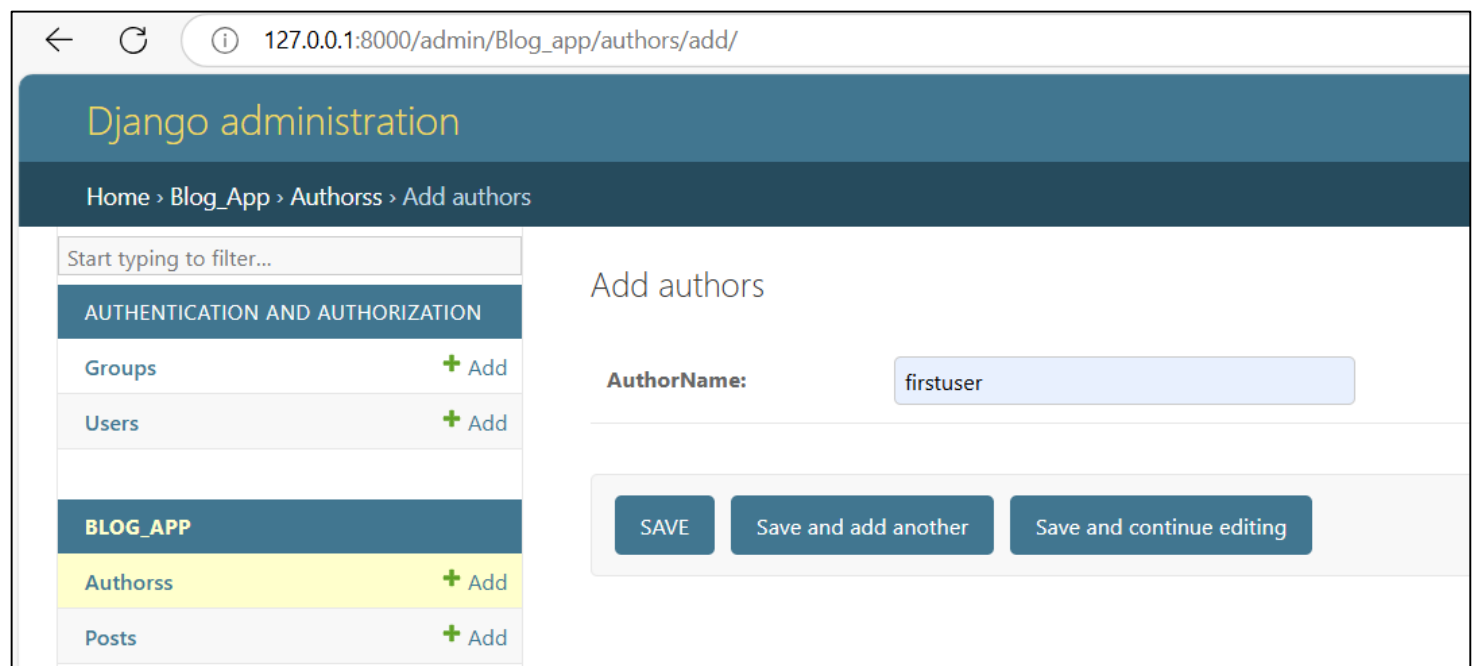 127.0.0.1:8000/admin/Blog_app/authors/add/
Django administration
Home › Blog_App › Authorss › Add authors
Start typing to filter...
AUTHENTICATION AND AUTHORIZATION
Groups + Add
Users + Add
BLOG_APP
Authorss + Add
Posts + Add
Add authors
AuthorName: firstuser
SAVE Save and add another Save and continue editing